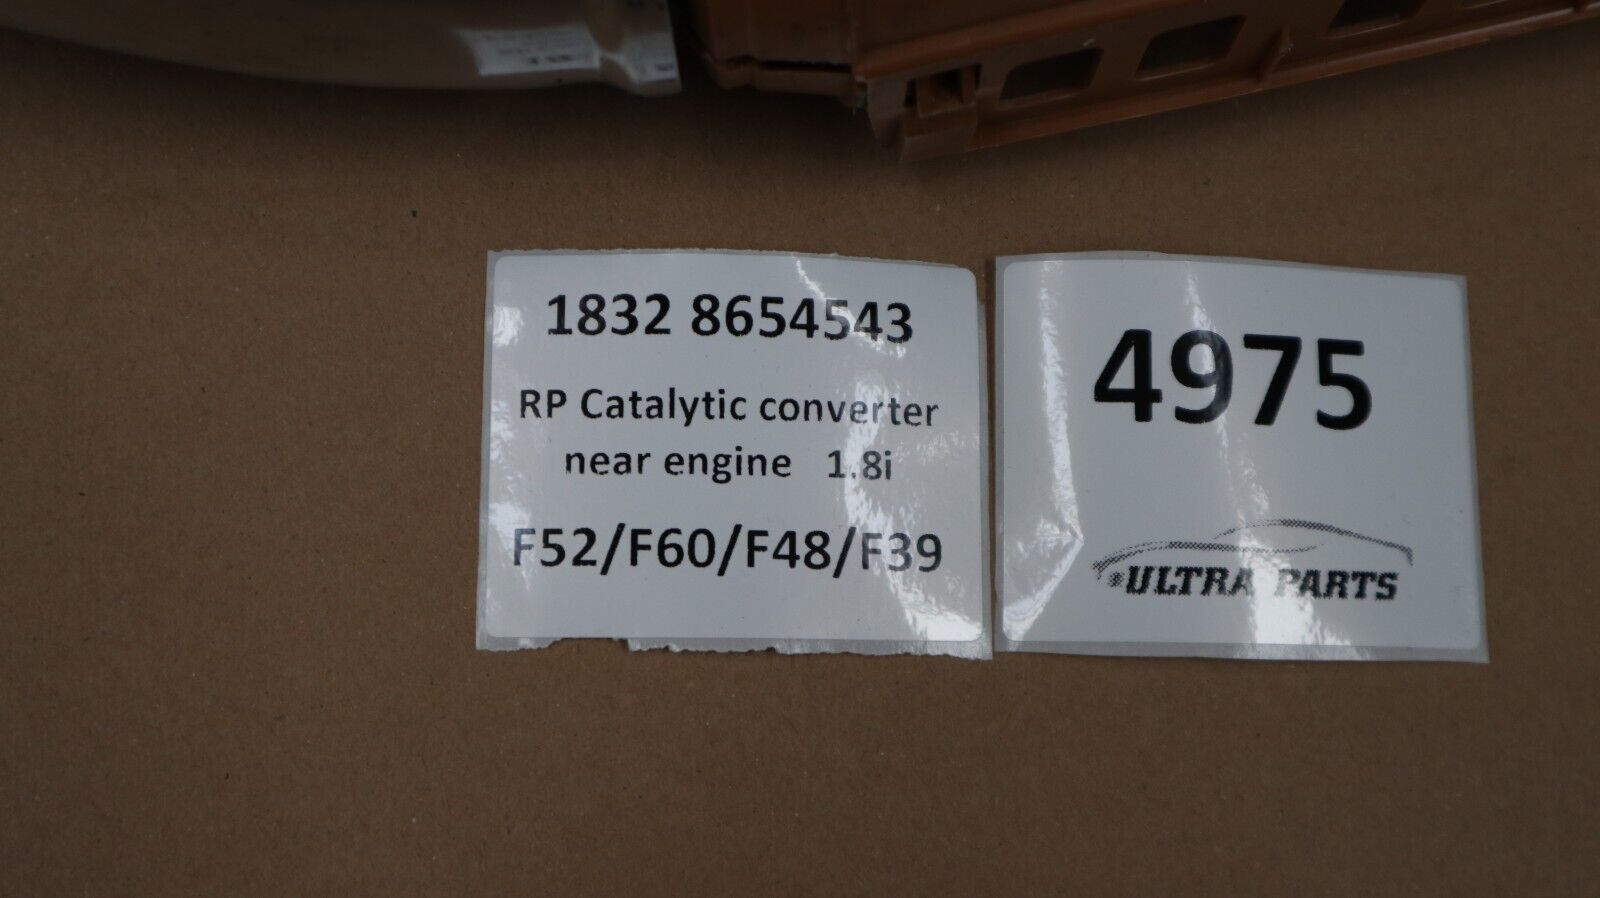 1832 8654543
RP Catalytic converter
near engine 1.8i
F52/F60/F48/F39
4975
ULTRA PARTS